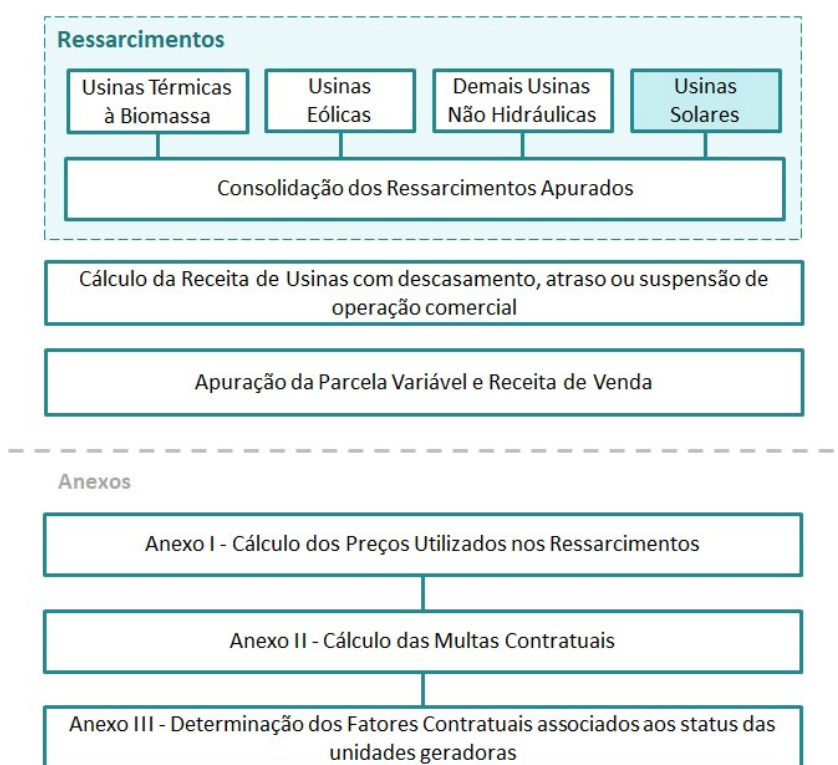 Ressarcimentos
Usinas Térmicas
à Biomassa
Usinas
Eólicas
Demais Usinas
Não Hidráulicas
Usinas
Solares
Consolidação dos Ressarcimentos Apurados
Cálculo da Receita de Usinas com descasamento, atraso ou suspensão de
operação comercial
Apuração da Parcela Variável e Receita de Venda
Anexos
Anexo I - Cálculo dos Preços Utilizados nos Ressarcimentos
Anexo II - Cálculo das Multas Contratuais
Anexo III - Determinação dos Fatores Contratuais associados aos status das
unidades geradoras